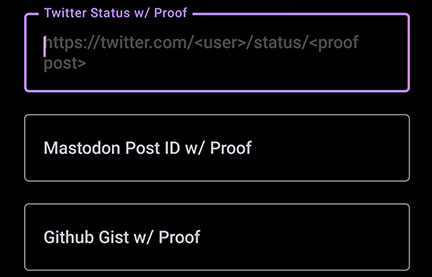 Twitter Status w/ Proof
https://twitter.com/<user>/status/<proof
post>
Mastodon Post ID w/ Proof
Github Gist w/ Proof